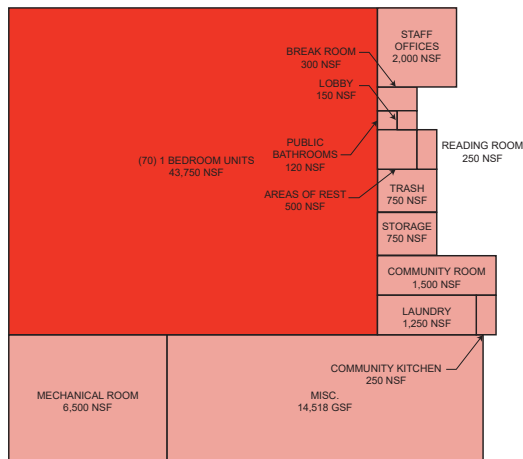 STAFF
OFFICES
2,000 NSF
BREAK ROOM
300 NSF
LOBBY
150 NSF
PUBLIC
BATHROOMS
120 NSF
READING ROOM
250 NSF
(70) 1 BEDROOM UNITS
43,750 NSF
AREAS OF REST
500 NSF
TRASH
750 NSF
STORAGE
750 NSF
COMMUNITY ROOM
1,500 NSF
LAUNDRY
1,250 NSF
COMMUNITY KITCHEN
250 NSF
MECHANICAL ROOM
6,500 NSF
MISC.
14,518 GSF